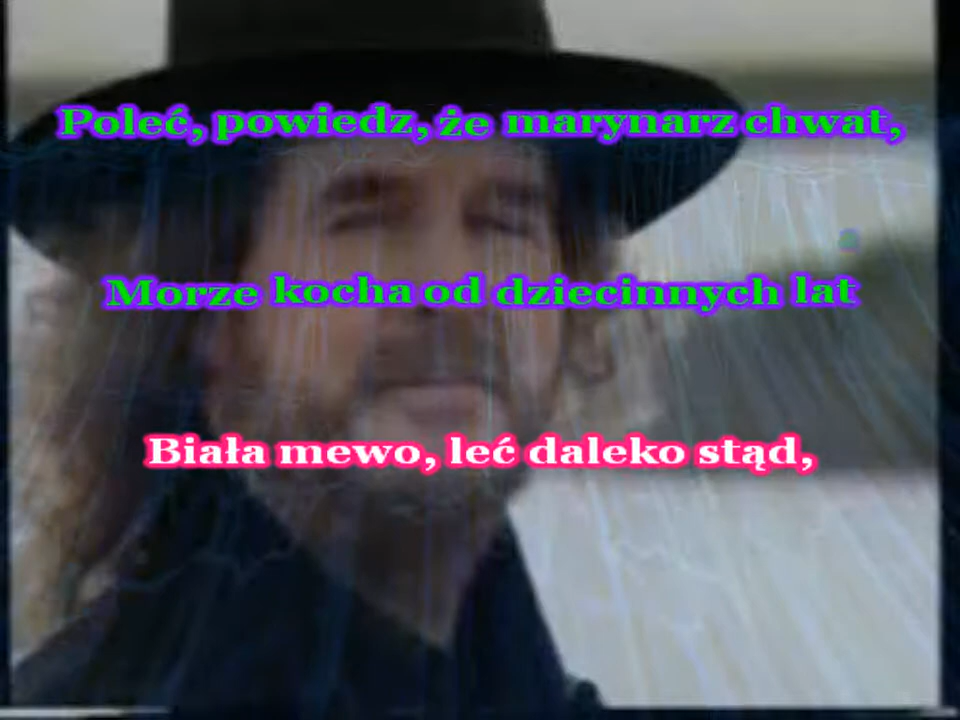 Poleć, powiedz, że marynarz chwat,
Morze kocha od dziecinnych lat
Biała mewo, leć daleko stąd,